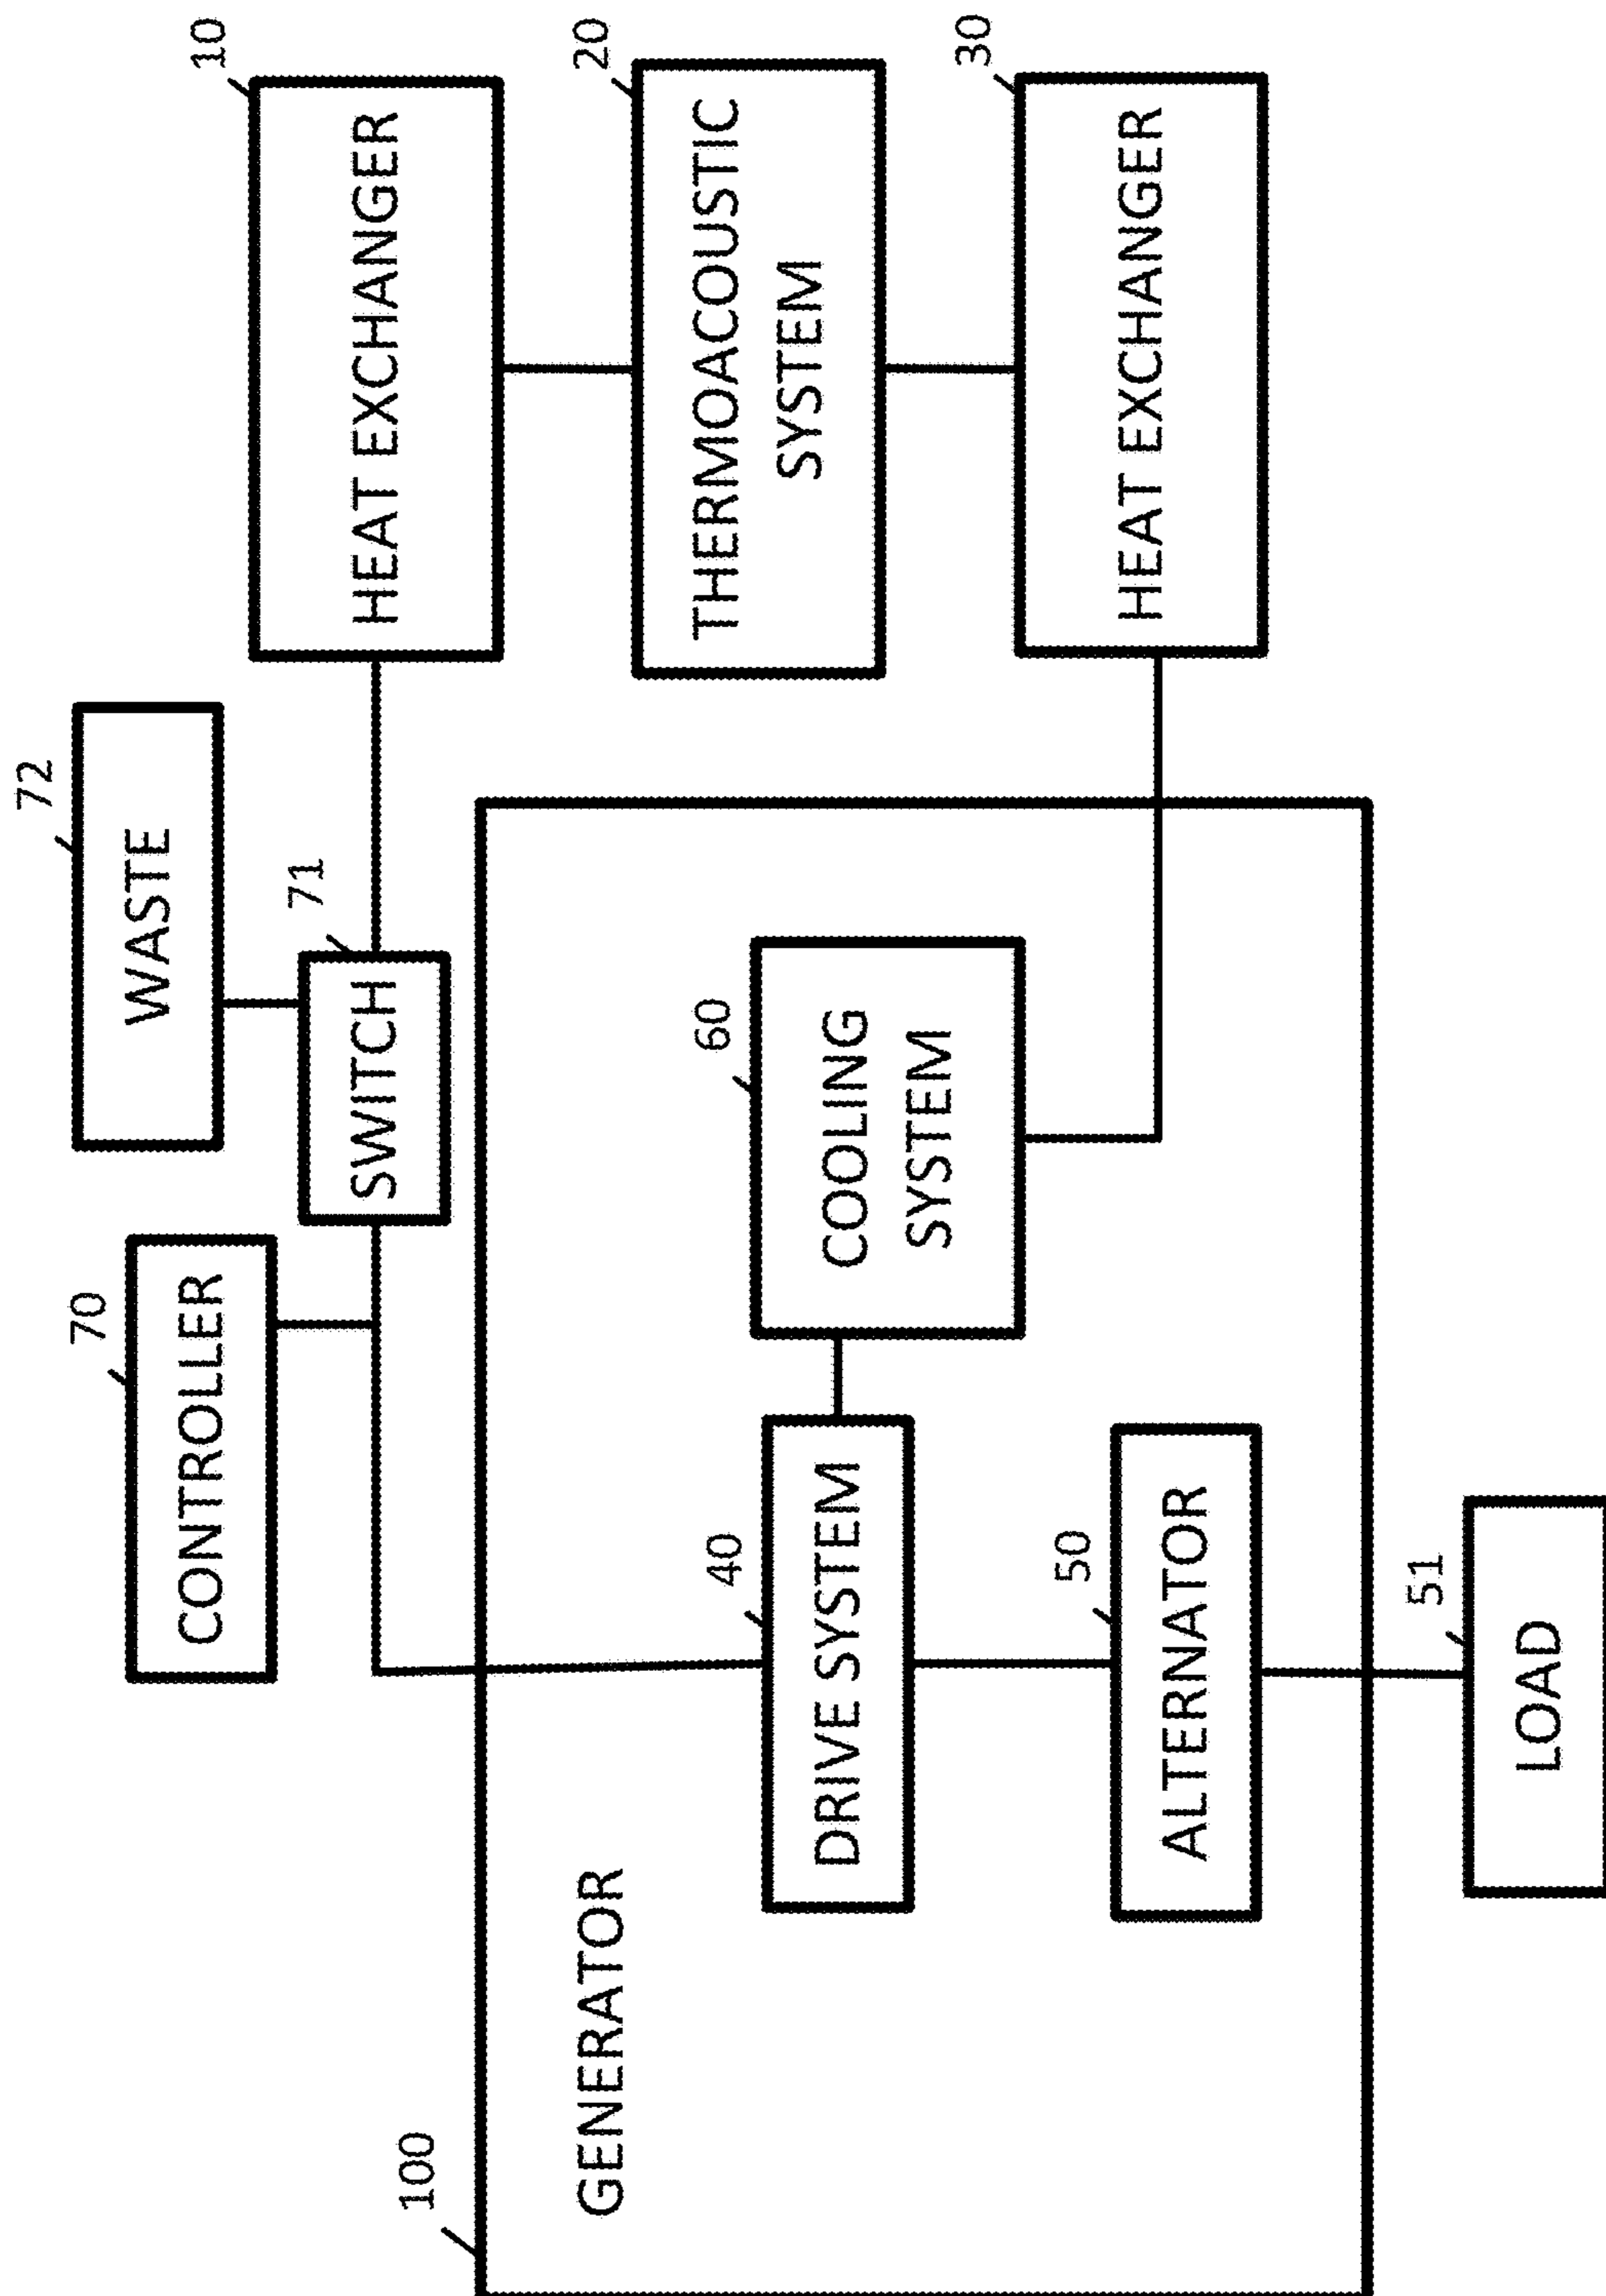 72
WASTE
70
CONTROLLER
71
SWITCH
10
HEAT EXCHANGER
100
GENERATOR
20
THERMOACOUSTIC
SYSTEM
60
COOLING
SYSTEM
40
DRIVE SYSTEM
30
HEAT EXCHANGER
50
ALTERNATOR
51
LOAD